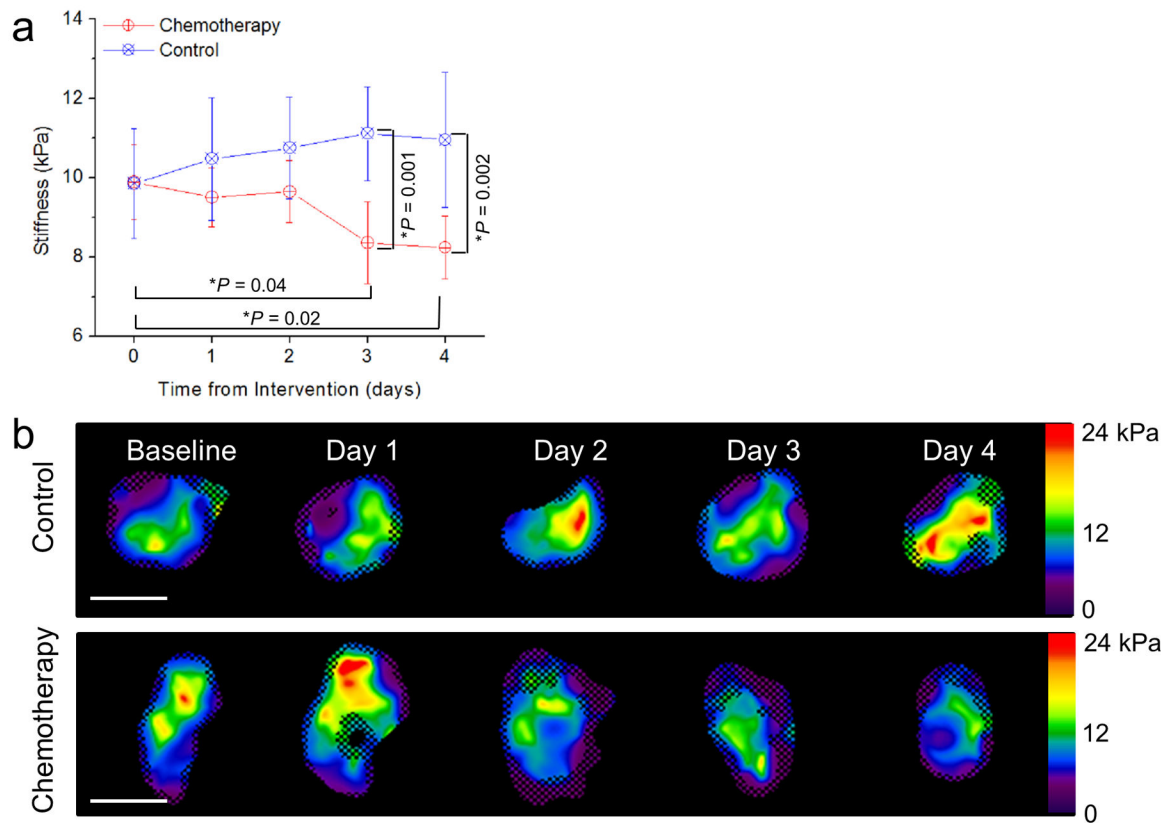 a
Chemotherapy
Control
14
12
10
8
6
Stiffness (kPa)
*P = 0.001
*P = 0.002
*P = 0.04
*P = 0.02
0 1 2 3 4
Time from Intervention (days)
b
Control
Baseline Day 1 Day 2 Day 3 Day 4
24 kPa
12
0
Chemotherapy
24 kPa
12
0